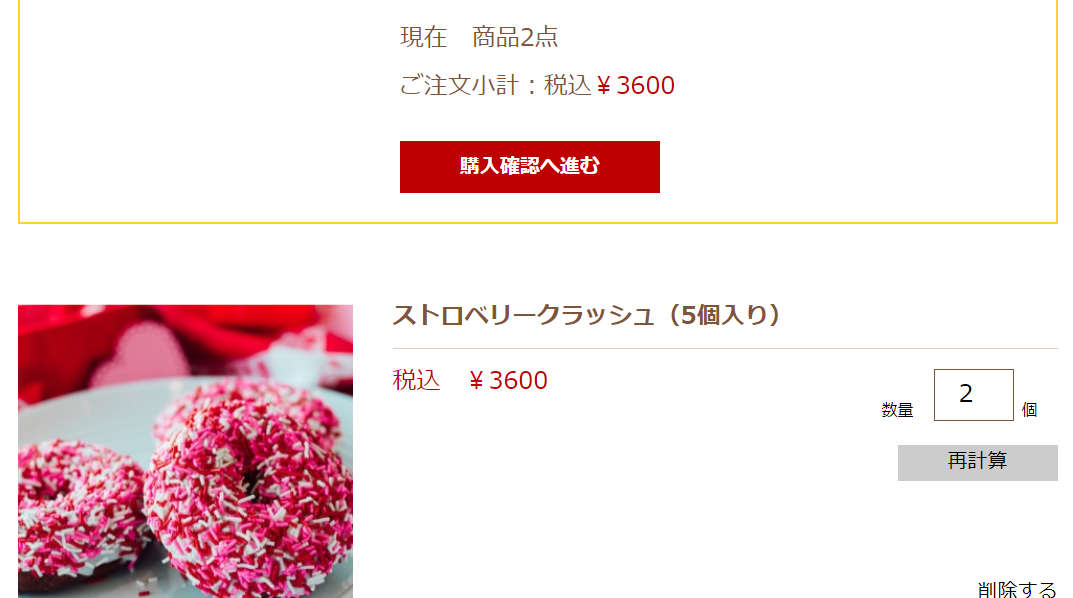 現在　商品2点
ご注文小計：税込￥3600
購入確認へ進む
ストロベリークラッシュ（5個入り）
税込　￥3600
数量 2 個
再計算
削除する